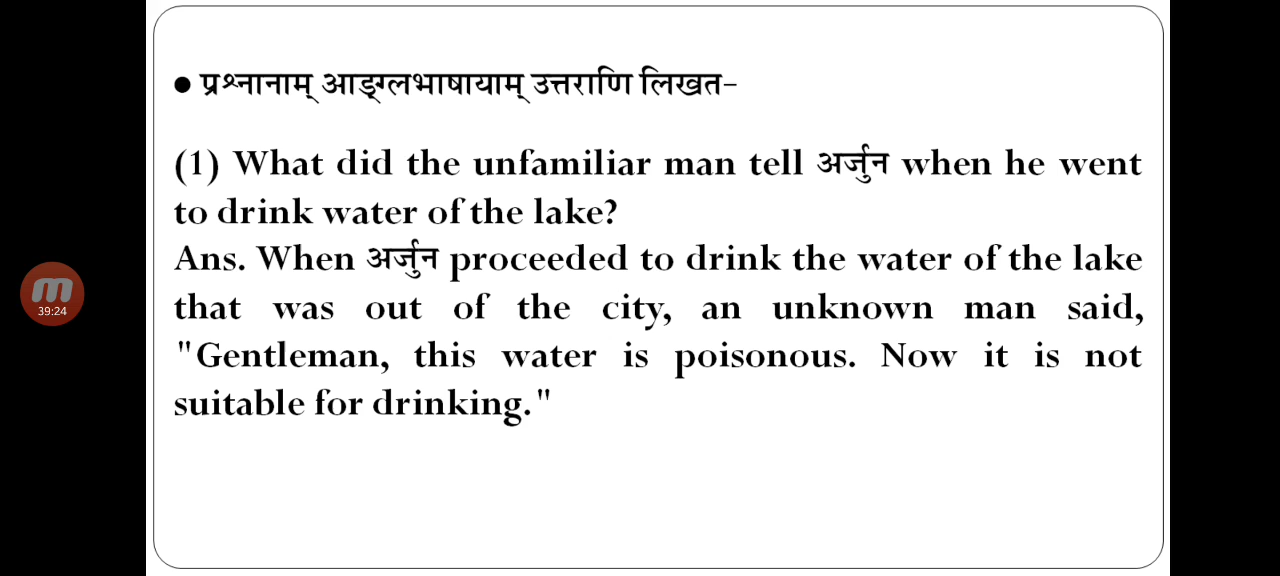 ● प्रश्नानाम् आङ्ग्लभाषायाम् उत्तराणि लिखत-
(1) What did the unfamiliar man tell अर्जुन when he went
to drink water of the lake?
Ans. When अर्जुन proceeded to drink the water of the lake
that was out of the city, an unknown man said,
"Gentleman, this water is poisonous. Now it is not
suitable for drinking."
m
39:24